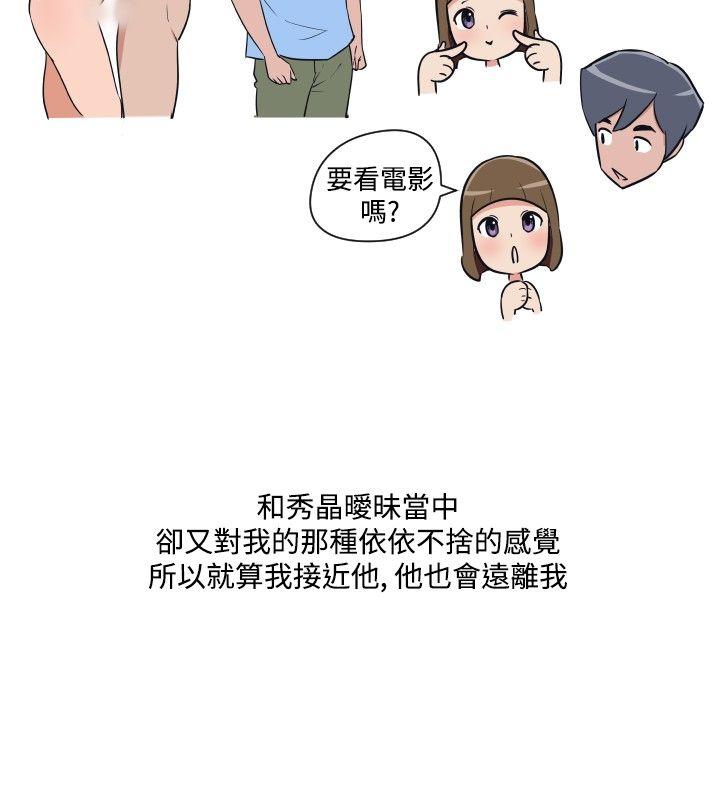 要看電影
嗎?
和秀晶曖昧當中
卻又對我的那種依依不捨的感覺
所以就算我接近他, 他也會遠離我